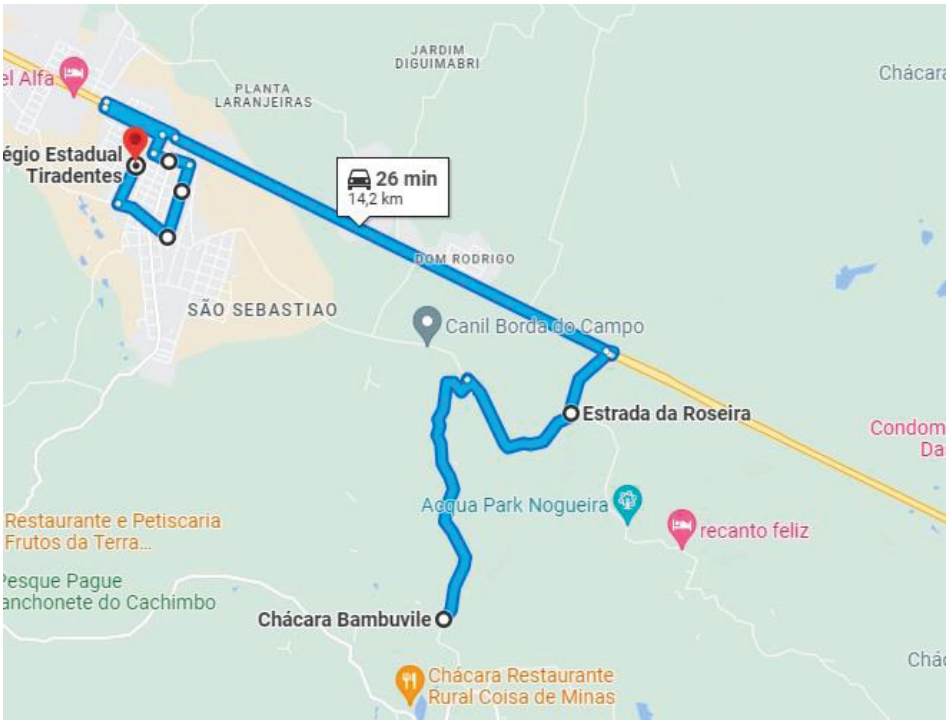 JARDIM
DIGUIMABRI
Chácara
el Alfa
PLANTA
LARANJEIRAS
égio Estadual
Tiradentes
26 min
14,2 km
DOM RODRIGO
SÃO SEBASTIAO
Canil Borda do Campo
Estrada da Roseira
Condom
Da
Acqua Park Nogueira
recanto feliz
Restaurante e Petiscaria
Frutos da Terra...
Pesque Pague
anchonete do Cachimbo
Chácara Bambuvile
Chác
Chácara Restaurante
Rural Coisa de Minas